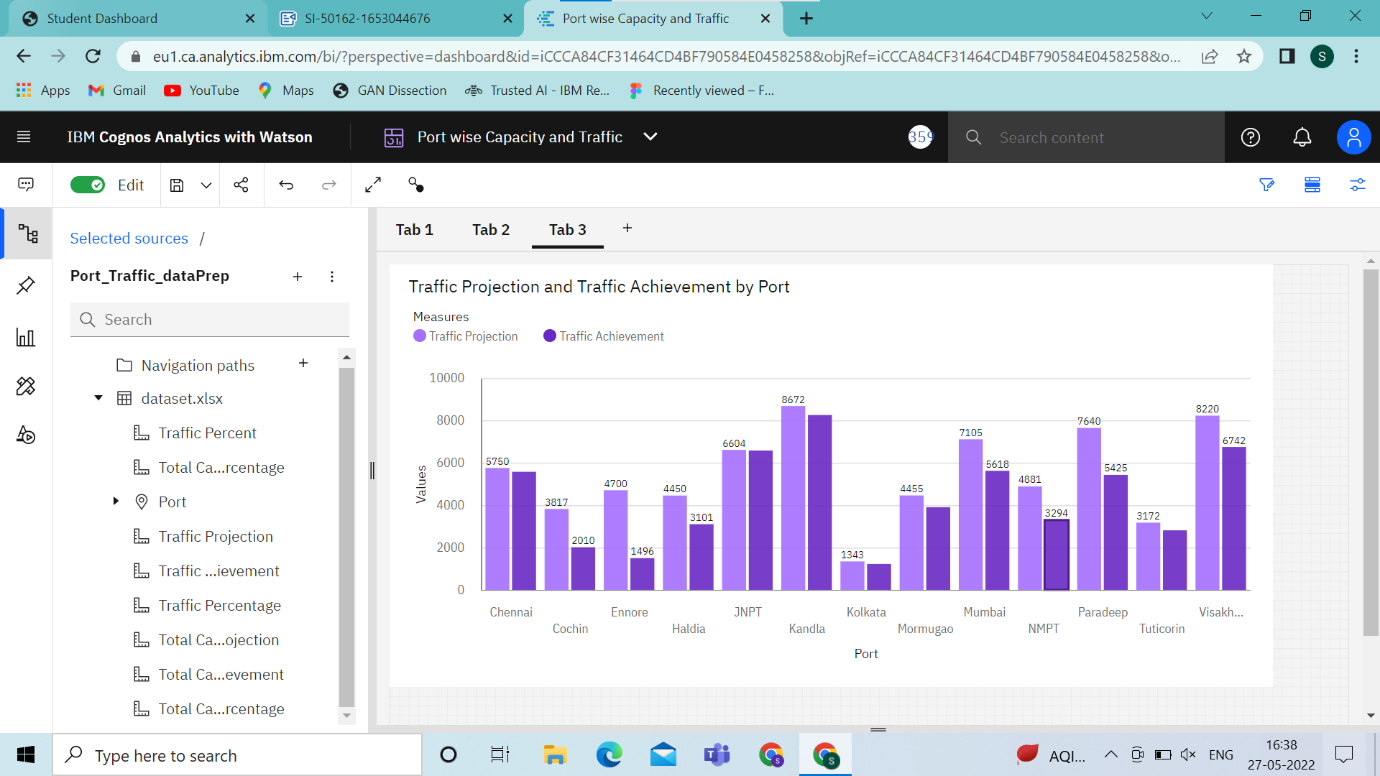 Student Dashboard
SI-50162-1653044676
Port wise Capacity and Traffic
eu1.ca.analytics.ibm.com/bi/?perspective=dashboard&id=iCCCA84CF31464CD4BF790584E0458258&objRef=iCCCA84CF31464CD4BF790584E0458258&o...
S
Apps
Gmail
YouTube
Maps
GAN Dissection
Trusted AI - IBM Re...
Recently viewed – F...
IBM Cognos Analytics with Watson
Port wise Capacity and Traffic
359
Search content
Edit
Selected sources /
Port_Traffic_dataPrep
Search
Navigation paths
dataset.xlsx
Traffic Percent
Total Ca...rcentage
Port
Traffic Projection
Traffic ...ievement
Traffic Percentage
Total Ca...ojection
Total Ca...evement
Total Ca...rcentage
Tab 1
Tab 2
Tab 3
Traffic Projection and Traffic Achievement by Port
Measures
Traffic Projection
Traffic Achievement
Values
10000
8000
6000
4000
2000
0
5750
3817
2010
4700
1496
4450
3101
6604
8672
1343
4455
7105
5618
4881
3294
7640
5425
3172
8220
6742
Chennai
Cochin
Ennore
Haldia
JNPT
Kandla
Kolkata
Mormugao
Mumbai
NMPT
Paradeep
Tuticorin
Visakh...
Port
Type here to search
AQI...
ENG
16:38
27-05-2022